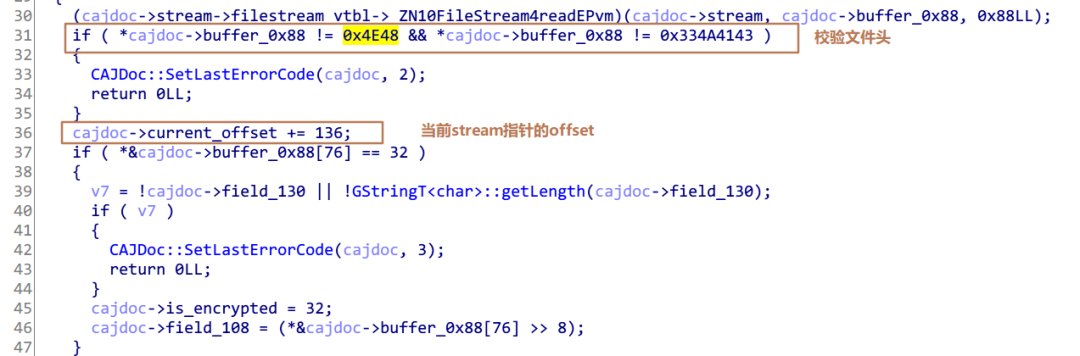 29 {
30 (cajdoc->stream->filestream_vtbl->_ZN10FileStream4readEPvm)(cajdoc->stream, cajdoc->buffer_0x88, 0x88LL);
31 if ( *cajdoc->buffer_0x88 != 0x4E48 && *cajdoc->buffer_0x88 != 0x334A4143 ) 校验文件头
32 {
33 CAJDoc::SetLastErrorCode(cajdoc, 2);
34 return 0LL;
35 }
36 cajdoc->current_offset += 136; 当前stream指针的offset
37 if ( *&cajdoc->buffer_0x88[76] == 32 )
38 {
39 v7 = !cajdoc->field_130 || !GStringT<char>::getLength(cajdoc->field_130);
40 if ( v7 )
41 {
42 CAJDoc::SetLastErrorCode(cajdoc, 3);
43 return 0LL;
44 }
45 cajdoc->is_encrypted = 32;
46 cajdoc->field_108 = (*&cajdoc->buffer_0x88[76] >> 8);
47 }